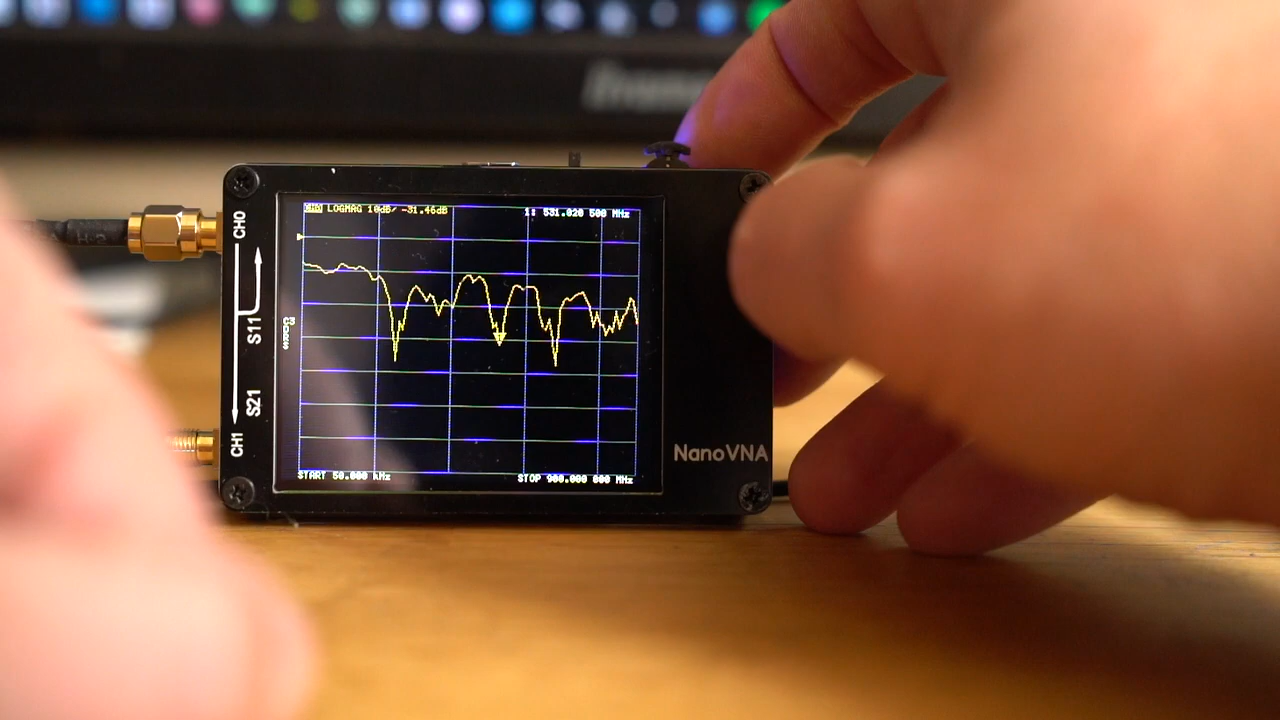 CH0 LOGMAG 10dB/ -31.46dB
1: 531.020 500 MHz
CH0
S11
S21
CH1
NanoVNA
START 50.000 kHz
STOP 900.000 000 MHz